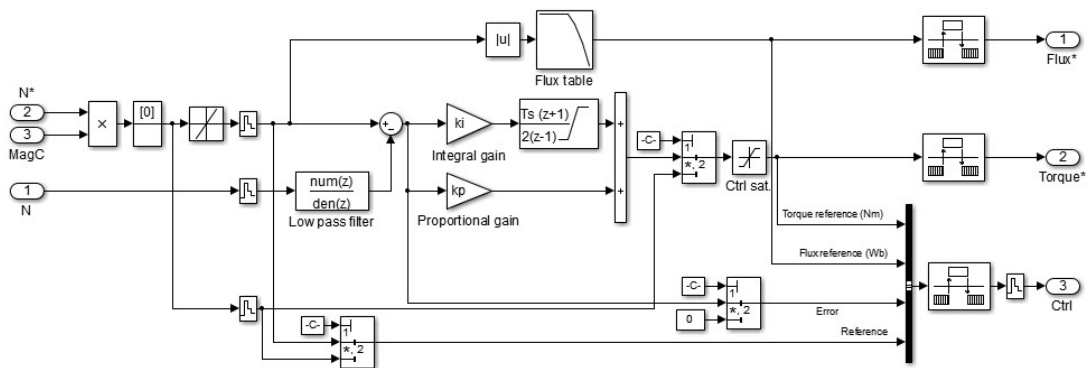 |u|
Flux table
1
Flux*
N*
2
3
MagC
×
[0]
ki
Integral gain
Ts (z+1)
2(z-1)
+
+
-C-
1
*, 2
Ctrl sat.
2
Torque*
1
N
num(z)
den(z)
Low pass filter
kp
Proportional gain
Torque reference (Nm)
Flux reference (Wb)
-C-
1
*, 2
0
Error
3
Ctrl
-C-
1
*, 2
Reference